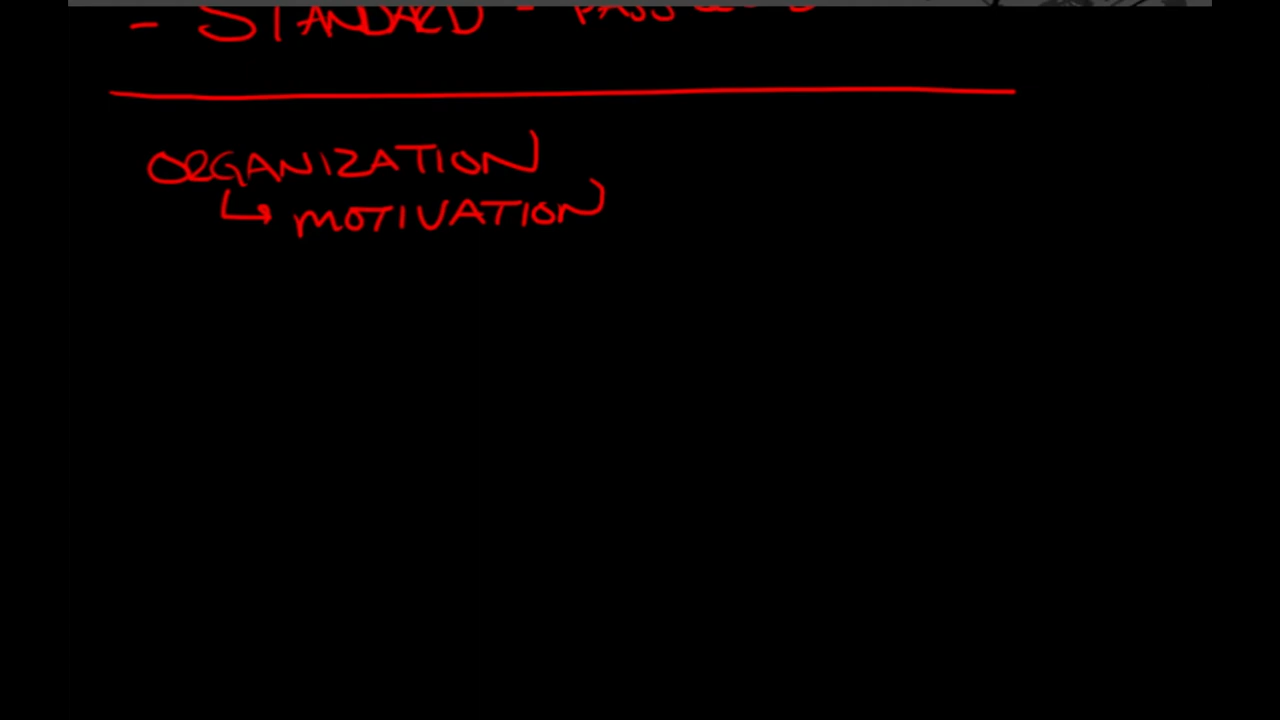 - STANDARD -
ORGANIZATION
↳ MOTIVATION